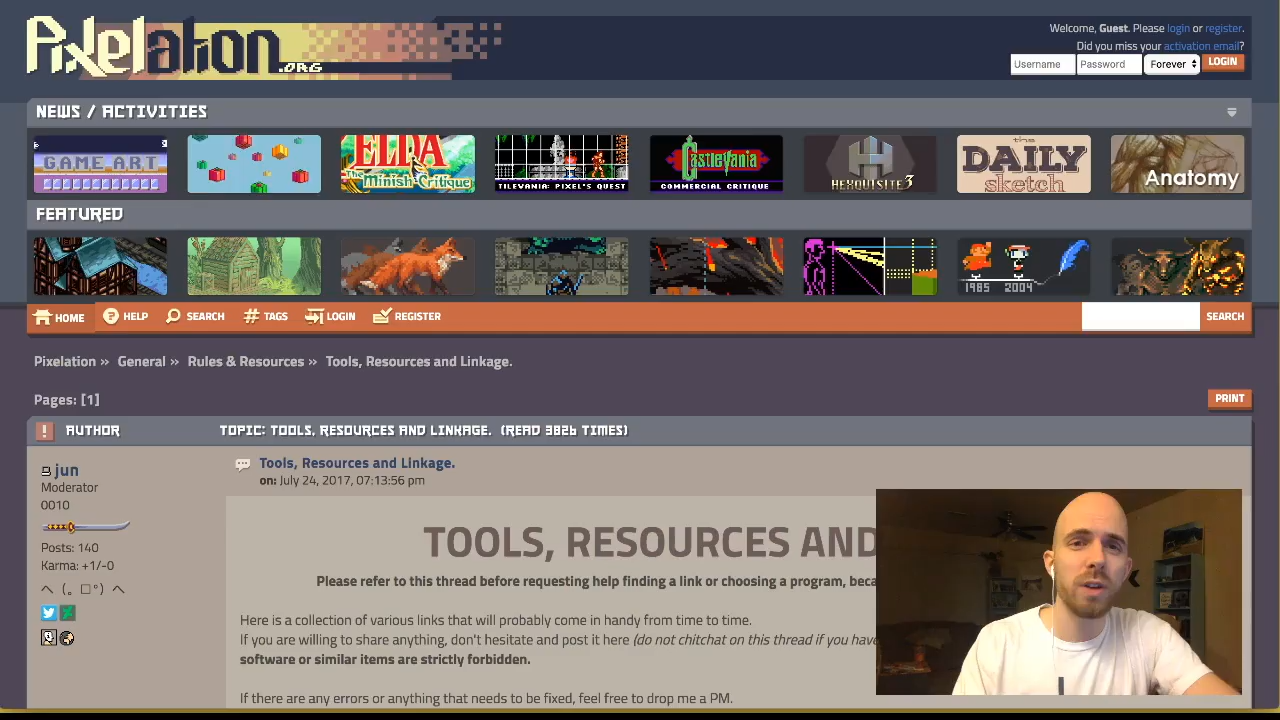 Pixelation.ORG
Welcome, Guest. Please login or register.
Did you miss your activation email?
Username Password Forever LOGIN
NEWS / ACTIVITIES
GAME ART
ELDA
The Minish Critique
TILEVANIA: PIXEL'S QUEST
Castlevania
COMMERCIAL CRITIQUE
HEXQUISITE 3
the
DAILY
sketch
Anatomy
FEATURED
1985 2004
HOME HELP SEARCH TAGS LOGIN REGISTER SEARCH
Pixelation » General » Rules & Resources » Tools, Resources and Linkage.
Pages: [1]
PRINT
! AUTHOR TOPIC: TOOLS, RESOURCES AND LINKAGE. (READ 3826 TIMES)
jun
Moderator
0010
Posts: 140
Karma: +1/-0
ヘ (。□°) ヘ
Tools, Resources and Linkage.
on: July 24, 2017, 07:13:56 pm
TOOLS, RESOURCES AND
Please refer to this thread before requesting help finding a link or choosing a program, beca
Here is a collection of various links that will probably come in handy from time to time.
If you are willing to share anything, don't hesitate and post it here (do not chitchat on this thread if you have
software or similar items are strictly forbidden.
If there are any errors or anything that needs to be fixed, feel free to drop me a PM.